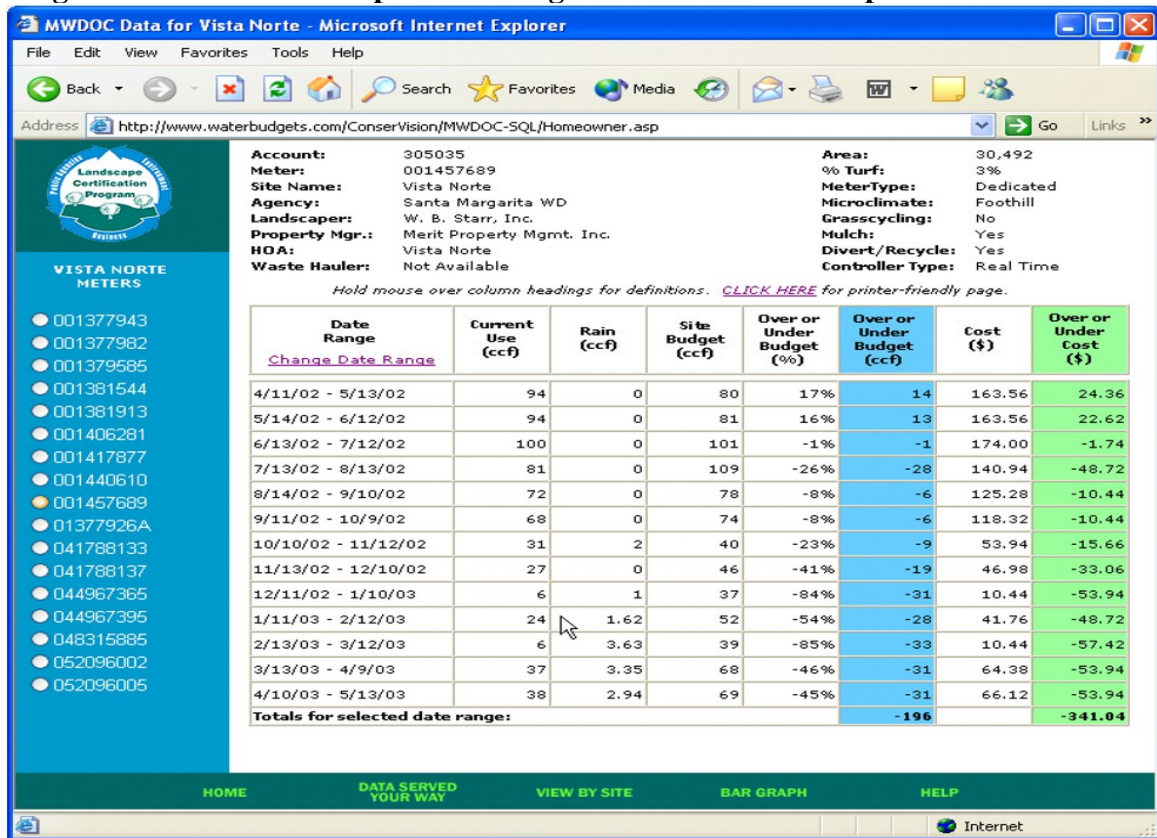 MWDOC Data for Vista Norte - Microsoft Internet Explorer
File Edit View Favorites Tools Help
Back Search Favorites Media
Address http://www.waterbudgets.com/ConserVision/MWDOC-SQL/Homeowner.asp Go Links »
Landscape
Certification
Program
Business
VISTA NORTE
METERS
001377943
001377982
001379585
001381544
001381913
001406281
001417877
001440610
001457689
01377926A
041788133
041788137
044967365
044967395
048315885
052096002
052096005
Account: 305035 Area: 30,492
Meter: 001457689 % Turf: 3%
Site Name: Vista Norte MeterType: Dedicated
Agency: Santa Margarita WD Microclimate: Foothill
Landscaper: W. B. Starr, Inc. Grasscycling: No
Property Mgr.: Merit Property Mgmt. Inc. Mulch: Yes
HOA: Vista Norte Divert/Recycle: Yes
Waste Hauler: Not Available Controller Type: Real Time
Hold mouse over column headings for definitions. CLICK HERE for printer-friendly page.
Date Range Change Date Range Current Use (ccf) Rain (ccf) Site Budget (ccf) Over or Under Budget (%) Over or Under Budget (ccf) Cost ($) Over or Under Cost ($)
4/11/02 - 5/13/02 94 0 80 17% 14 163.56 24.36
5/14/02 - 6/12/02 94 0 81 16% 13 163.56 22.62
6/13/02 - 7/12/02 100 0 101 -1% -1 174.00 -1.74
7/13/02 - 8/13/02 81 0 109 -26% -28 140.94 -48.72
8/14/02 - 9/10/02 72 0 78 -8% -6 125.28 -10.44
9/11/02 - 10/9/02 68 0 74 -8% -6 118.32 -10.44
10/10/02 - 11/12/02 31 2 40 -23% -9 53.94 -15.66
11/13/02 - 12/10/02 27 0 46 -41% -19 46.98 -33.06
12/11/02 - 1/10/03 6 1 37 -84% -31 10.44 -53.94
1/11/03 - 2/12/03 24 1.62 52 -54% -28 41.76 -48.72
2/13/03 - 3/12/03 6 3.63 39 -85% -33 10.44 -57.42
3/13/03 - 4/9/03 37 3.35 68 -46% -31 64.38 -53.94
4/10/03 - 5/13/03 38 2.94 69 -45% -31 66.12 -53.94
Totals for selected date range: -196 -341.04
HOME DATA SERVED YOUR WAY VIEW BY SITE BAR GRAPH HELP
Internet